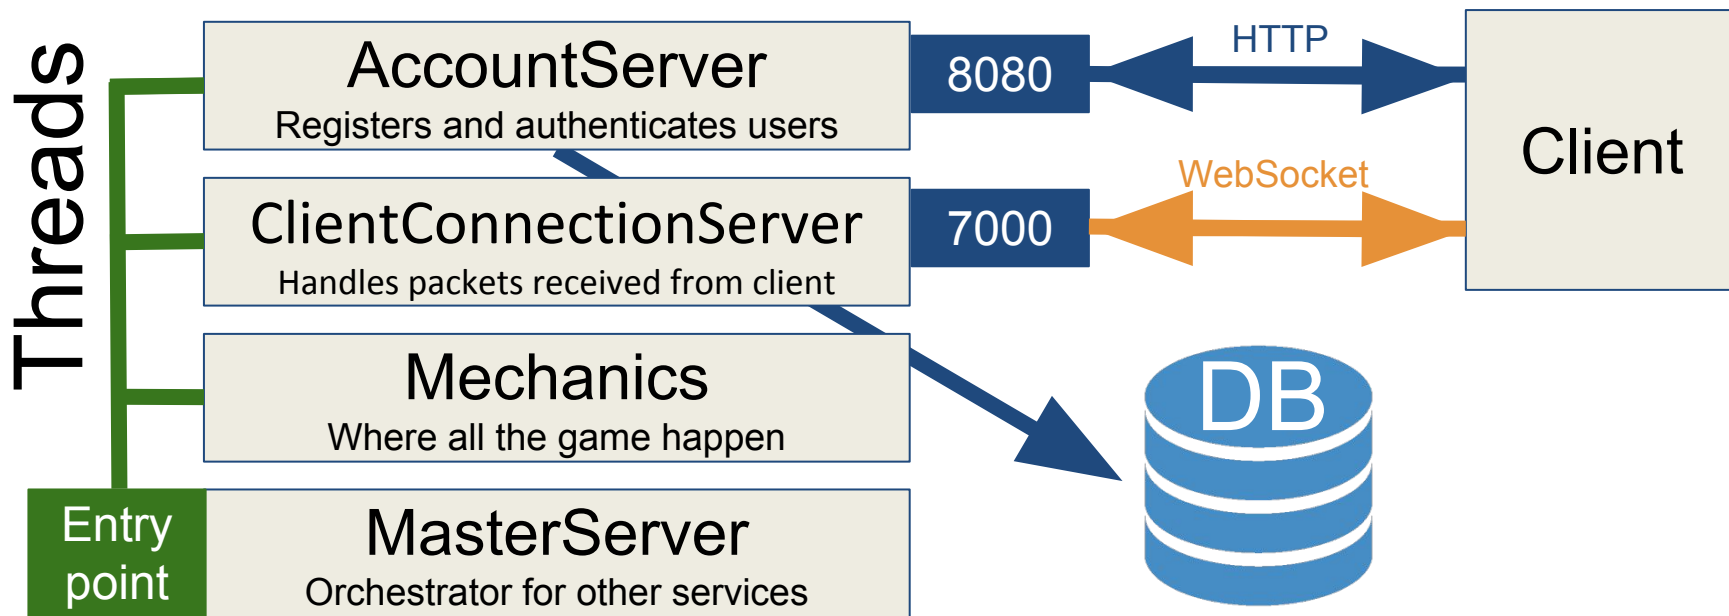 Threads
AccountServer
Registers and authenticates users
8080
HTTP
Client
ClientConnectionServer
Handles packets received from client
7000
WebSocket
Mechanics
Where all the game happen
DB
Entry
point
MasterServer
Orchestrator for other services